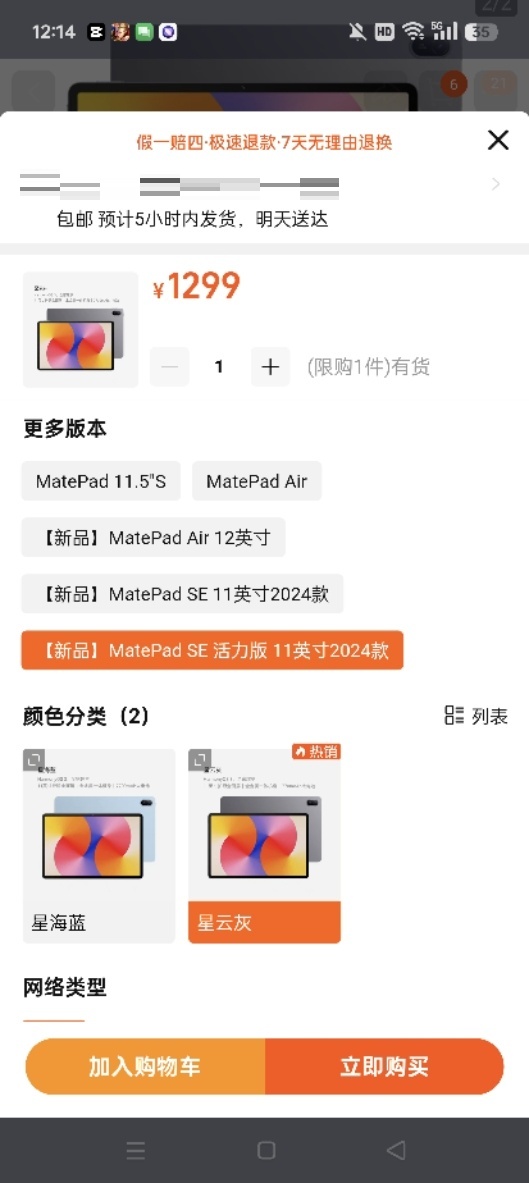 2/2
12:14
HD
5G
35
6
21
假一赔四·极速退款·7天无理由退换
包邮 预计5小时内发货，明天送达
¥1299
1
(限购1件)有货
更多版本
MatePad 11.5"S
MatePad Air
【新品】MatePad Air 12英寸
【新品】MatePad SE 11英寸2024款
【新品】MatePad SE 活力版 11英寸2024款
颜色分类（2）
列表
热销
星海蓝
星云灰
网络类型
加入购物车
立即购买